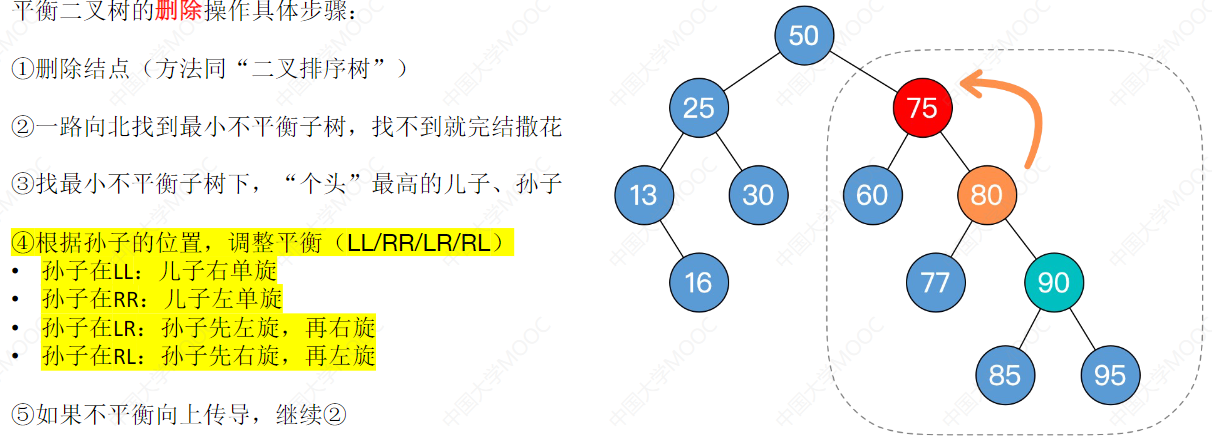 平衡二叉树的删除操作具体步骤：
①删除结点（方法同“二叉排序树”）
②一路向北找到最小不平衡子树，找不到就完结撒花
③找最小不平衡子树下，“个头”最高的儿子、孙子
④根据孙子的位置，调整平衡（LL/RR/LR/RL）
• 孙子在LL：儿子右单旋
• 孙子在RR：儿子左单旋
• 孙子在LR：孙子先左旋，再右旋
• 孙子在RL：孙子先右旋，再左旋
⑤如果不平衡向上传导，继续②
50
25 75
13 30 60 80
16 77 90
85 95
中国大学MOOC